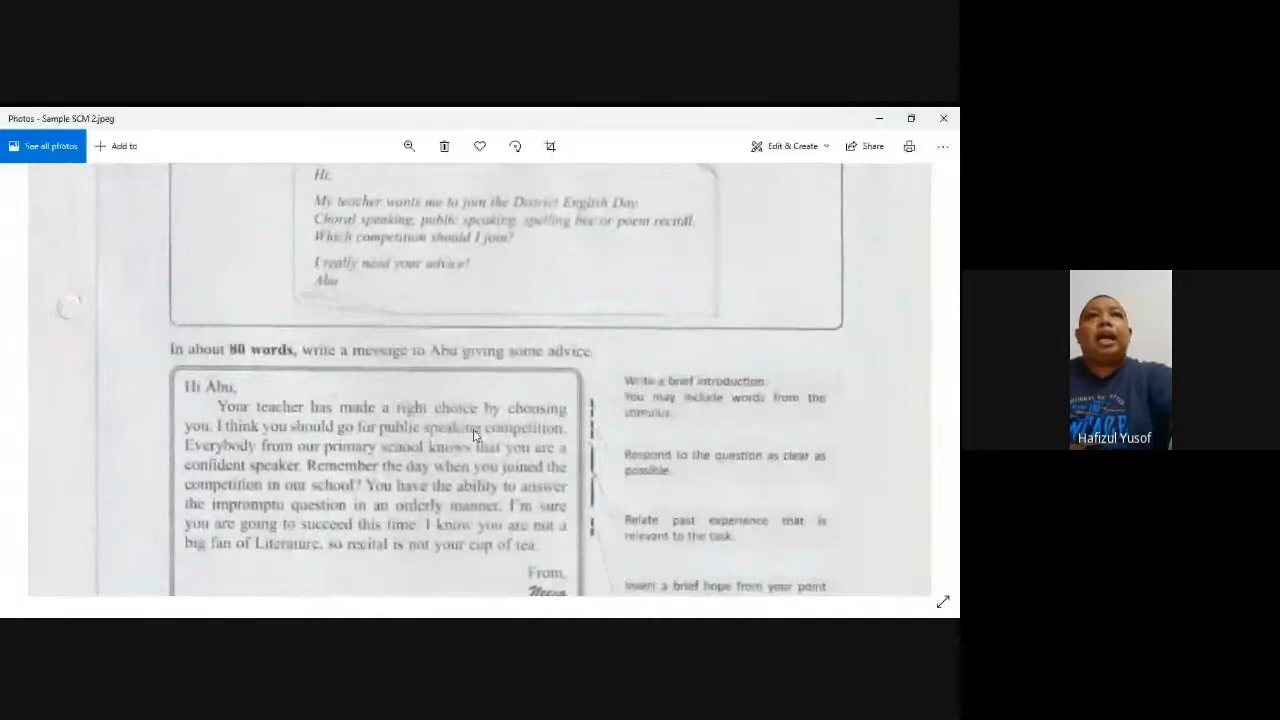 Photos - Sample SCM 2.jpeg
See all photos
Add to
Edit & Create
Share
Hi,
My teacher wants me to join the District English Day.
Choral speaking, public speaking, spelling bee or poem recital.
Which competition should I join?
I really need your advice!
Abu
In about 80 words, write a message to Abu giving some advice.
Hi Abu,
Your teacher has made a right choice by choosing
you. I think you should go for public speaking competition.
Everybody from our primary school knows that you are a
confident speaker. Remember the day when you joined the
competition in our school? You have the ability to answer
the impromptu question in an orderly manner. I'm sure
you are going to succeed this time. I know you are not a
big fan of Literature, so recital is not your cup of tea.
From,
Write a brief introduction.
You may include words from the
stimulus.
Respond to the question as clear as
possible.
Relate past experience that is
relevant to the task.
Insert a brief hope from your point
Hafizul Yusof